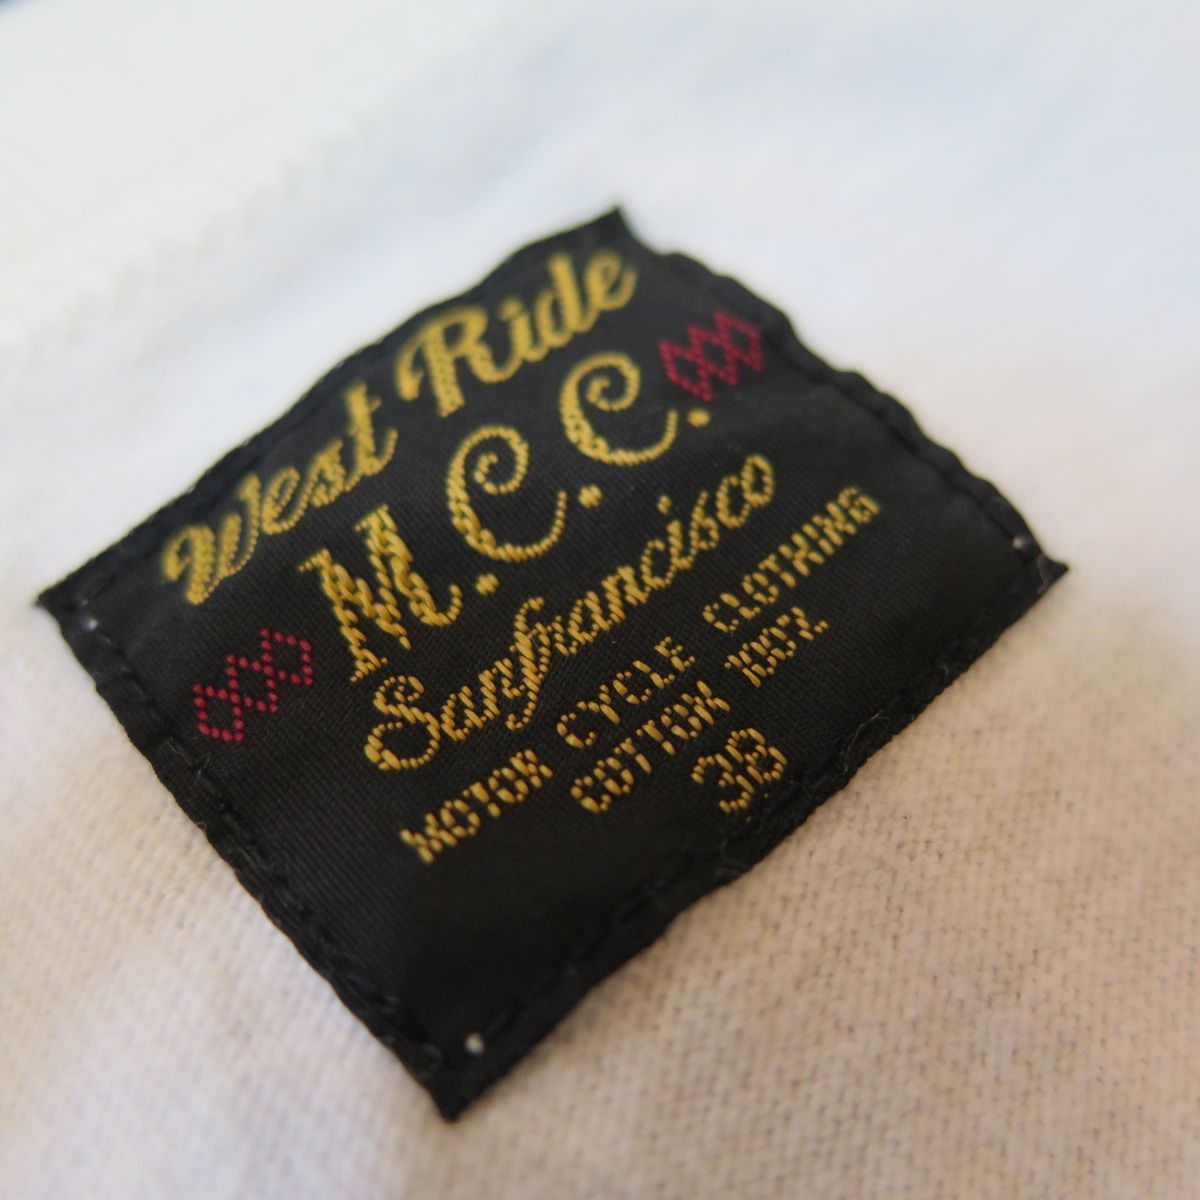 West Ride
M.C.C.
Sanfrancisco
MOTOR CYCLE CLOTHING
COTTON 100%
38